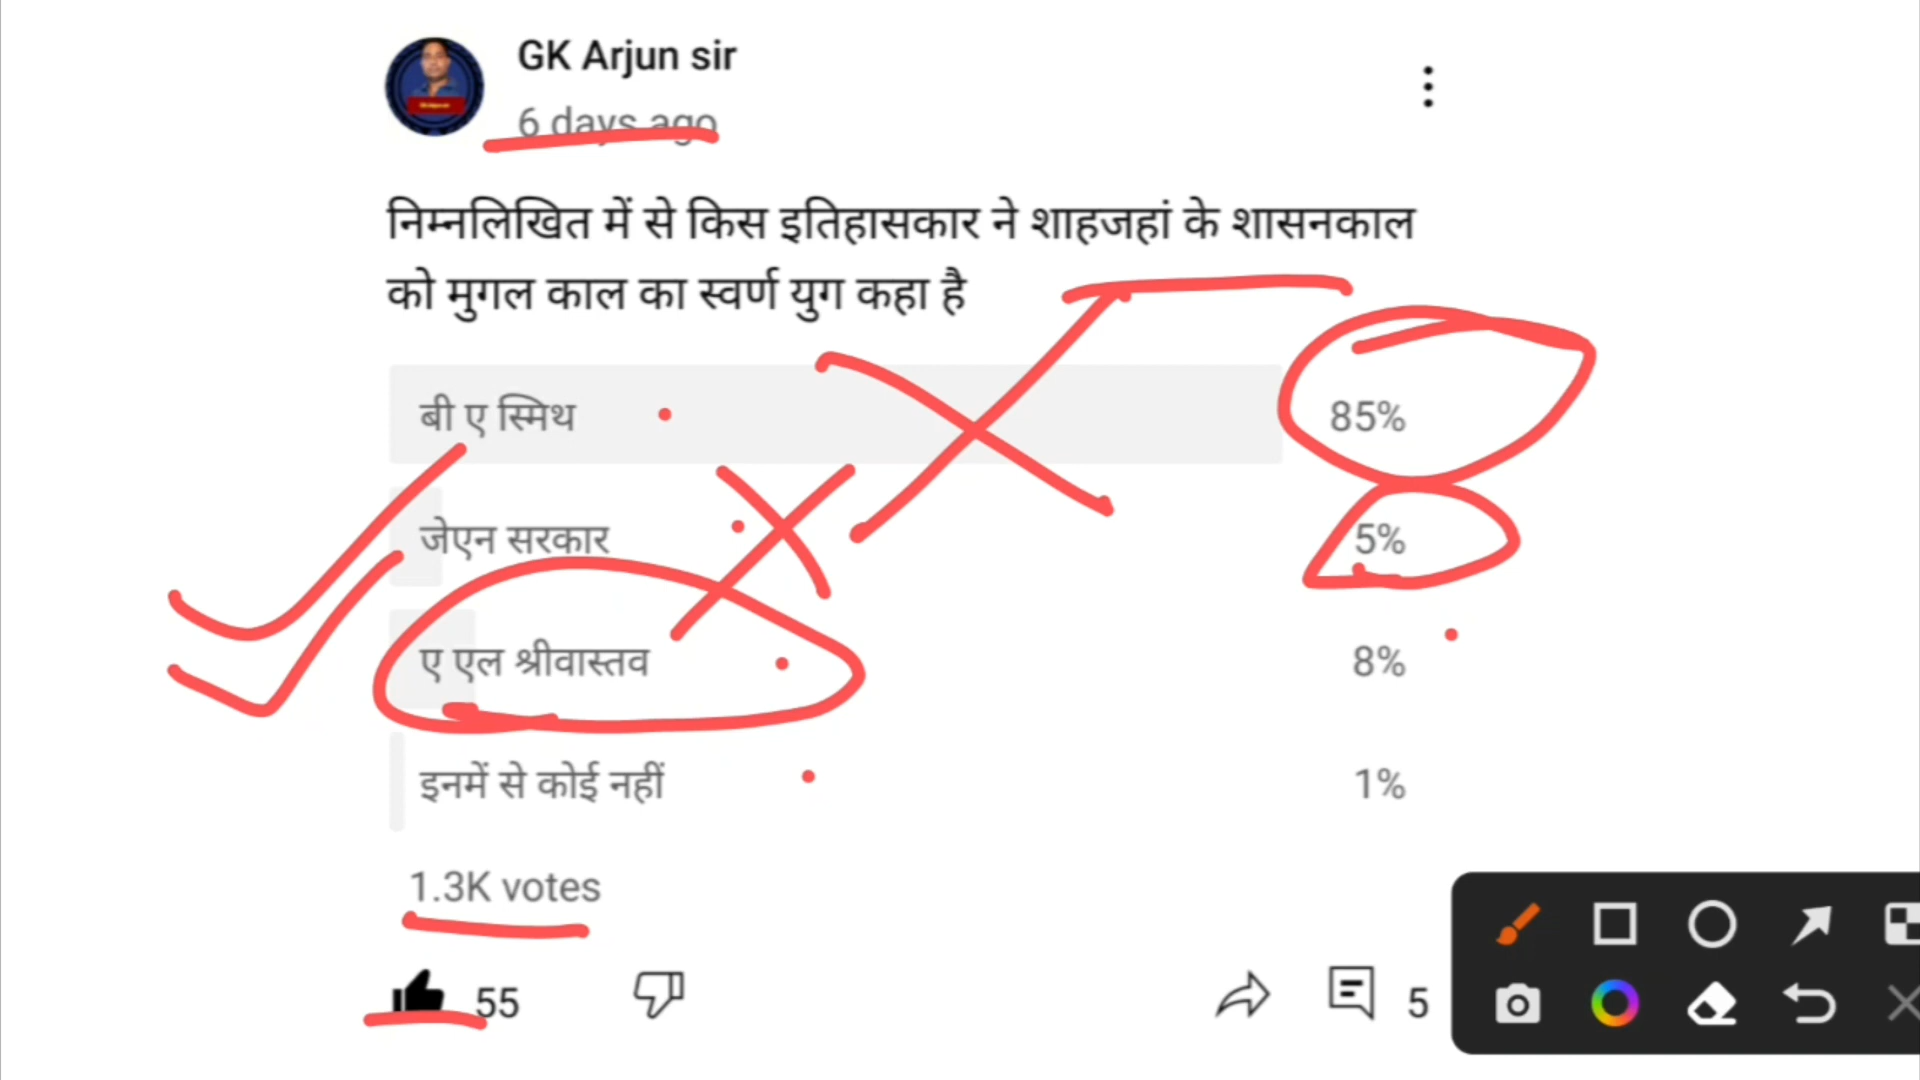 GK Arjun sir
6 days ago
निम्नलिखित में से किस इतिहासकार ने शाहजहां के शासनकाल
को मुगल काल का स्वर्ण युग कहा है
बी ए स्मिथ 85%
जेएन सरकार 5%
ए एल श्रीवास्तव 8%
इनमें से कोई नहीं 1%
1.3K votes
55 5